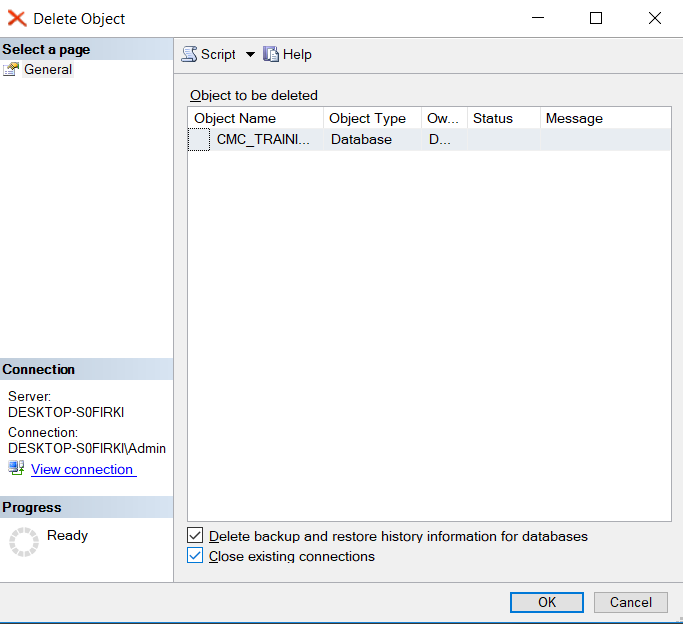 Delete Object
Select a page
General
Script
Help
Object to be deleted
Object Name Object Type Ow... Status Message
CMC_TRAINI... Database D...
Connection
Server:
DESKTOP-S0FIRKI
Connection:
DESKTOP-S0FIRKI\Admin
View connection
Progress
Ready
Delete backup and restore history information for databases
Close existing connections
OK
Cancel